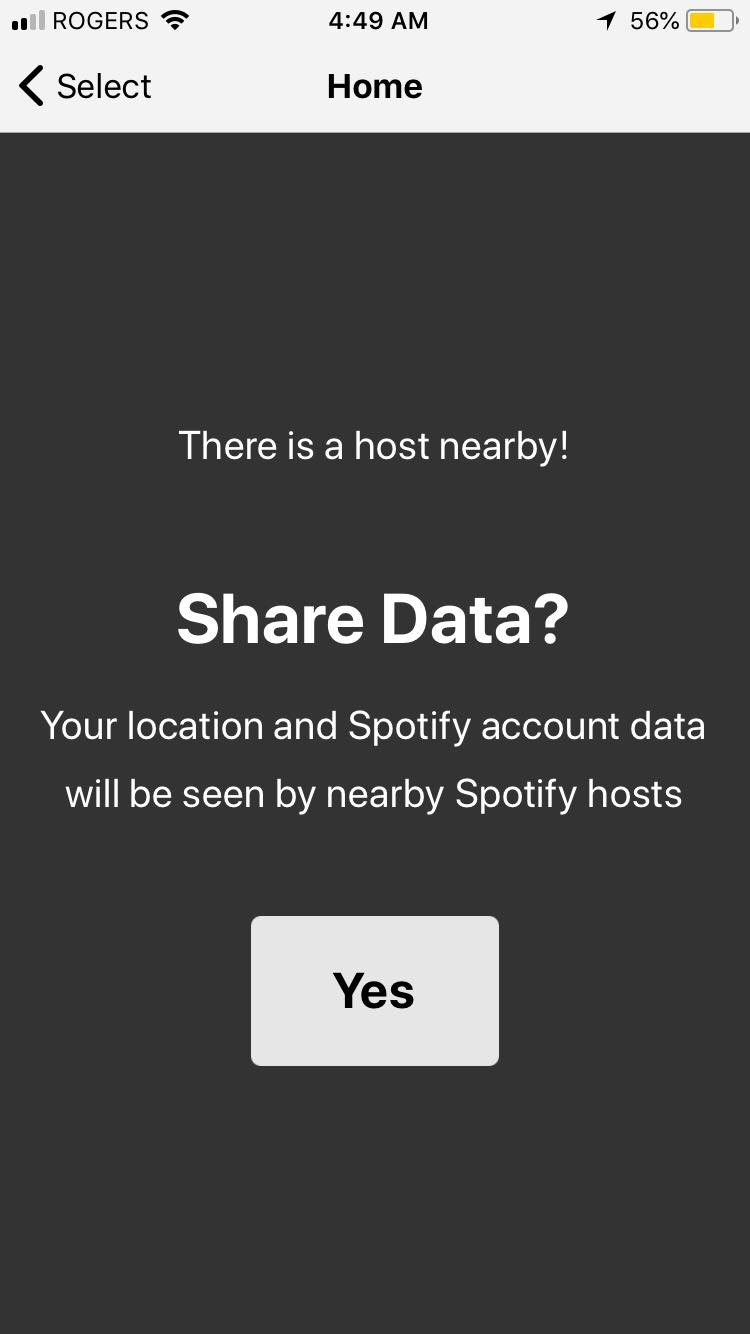 ROGERS 4:49 AM 56%
Select Home
There is a host nearby!
Share Data?
Your location and Spotify account data
will be seen by nearby Spotify hosts
Yes